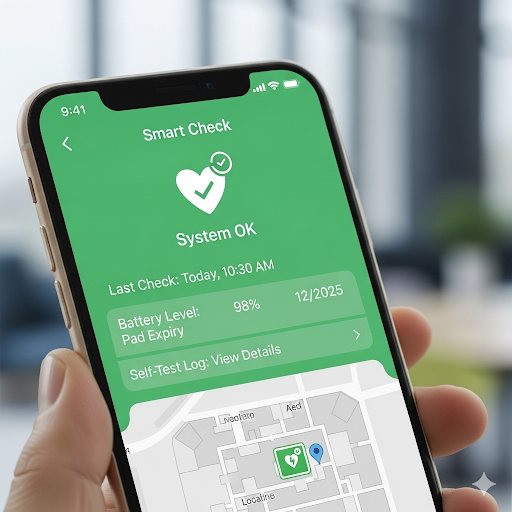 9:41
Smart Check
System OK
Last Check: Today, 10:30 AM
Battery Level: 98% 12/2025
Pad Expiry
Self-Test Log: View Details
Aed
Localine